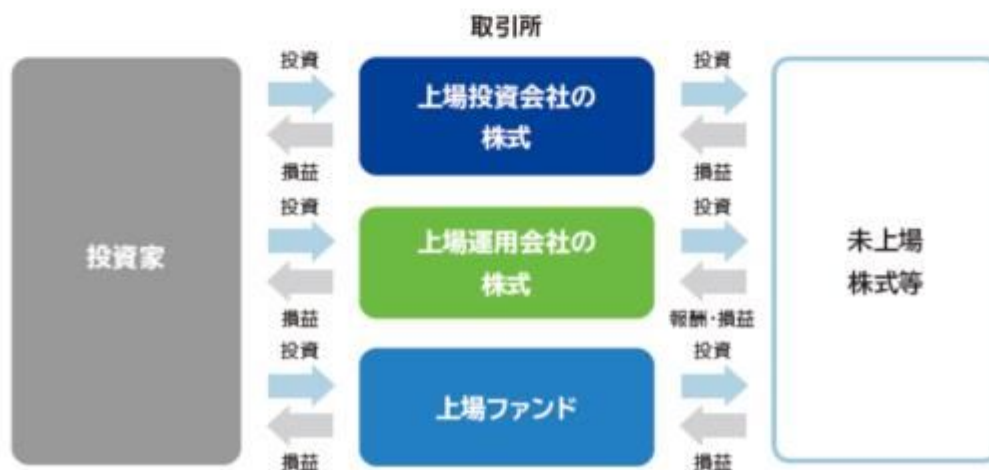 取引所
投資家
投資
損益
上場投資会社の
株式
投資
損益
投資
損益
上場運用会社の
株式
投資
報酬・損益
投資
損益
上場ファンド
投資
損益
未上場
株式等